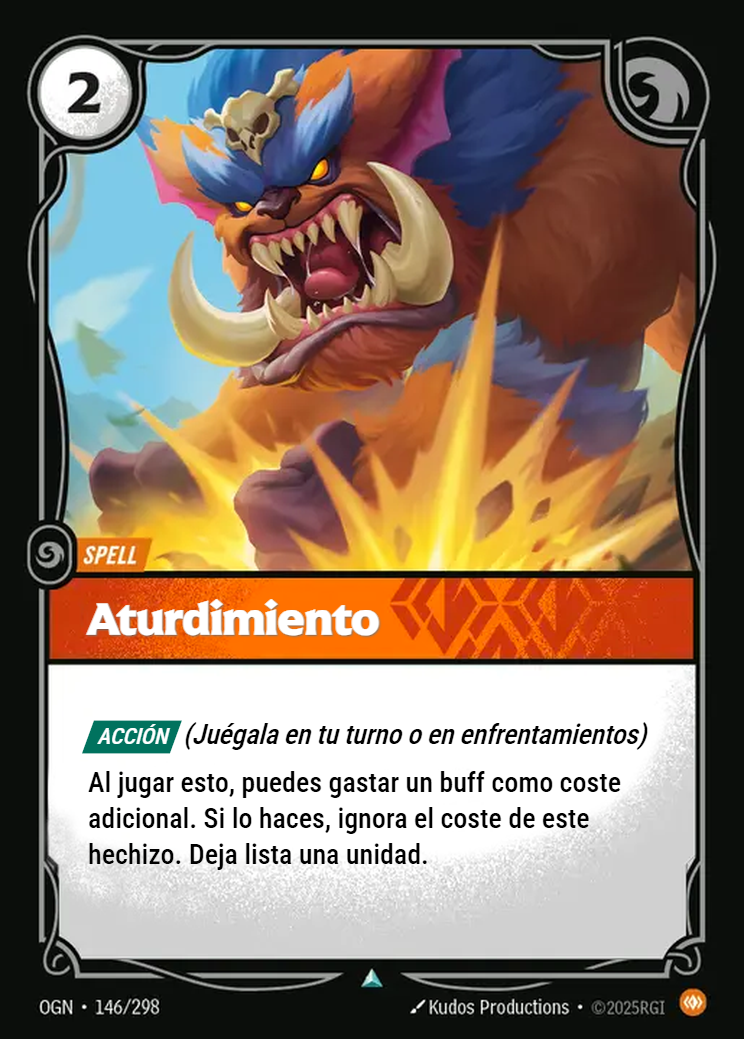 2
SPELL
Aturdimiento
ACCIÓN (Juégala en tu turno o en enfrentamientos)
Al jugar esto, puedes gastar un buff como coste
adicional. Si lo haces, ignora el coste de este
hechizo. Deja lista una unidad.
OGN • 146/298
Kudos Productions • ©2025RGI